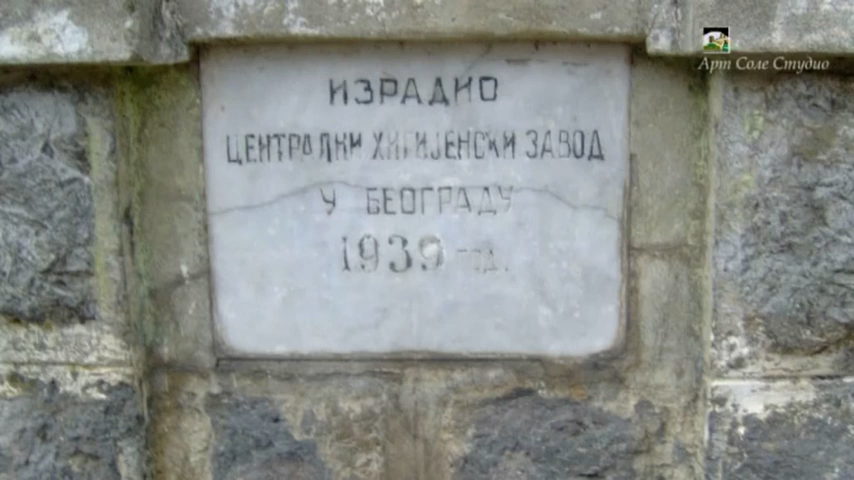 Арт Соле Студио
ИЗРАДИО
ЦЕНТРАЛНИ ХИГИЈЕНСКИ ЗАВОД
У БЕОГРАДУ
1939 год.